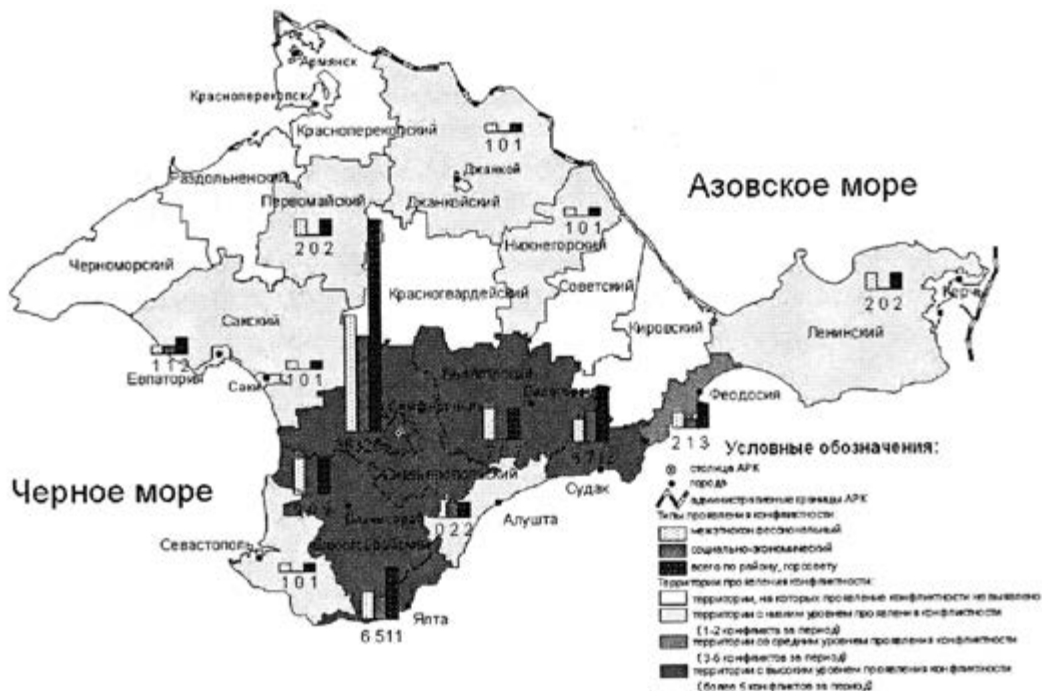 Армянск
Красноперекопск
Красноперекопский
1 0 1
Джанкой
Джанкойский
Раздольненский
Первомайский
2 0 2
Азовское море
1 0 1
Нижнегорский
Черноморский
Красногвардейский
Советский
2 0 2
Керчь
Сакский
Кировский
Ленинский
1 1 2
Евпатория
Саки
1 0 1
Феодосия
2 1 3
Условные обозначения:
столица АРК
города
административные границы АРК
Типы проявления конфликтности
межэтноконфессиональный
социально-экономический
всего по району, горсовету
Территории проявления конфликтности:
территории, на которых проявление конфликтности не выявлено
территории с низким уровнем проявления конфликтности
(1-2 конфликта за период)
территории со средним уровнем проявления конфликтности
(3-5 конфликтов за период)
территории с высоким уровнем проявления конфликтности
(более 5 конфликтов за период)
Черное море
Судак
Алушта
0 2 2
Севастополь
1 0 1
Ялта
6 5 11